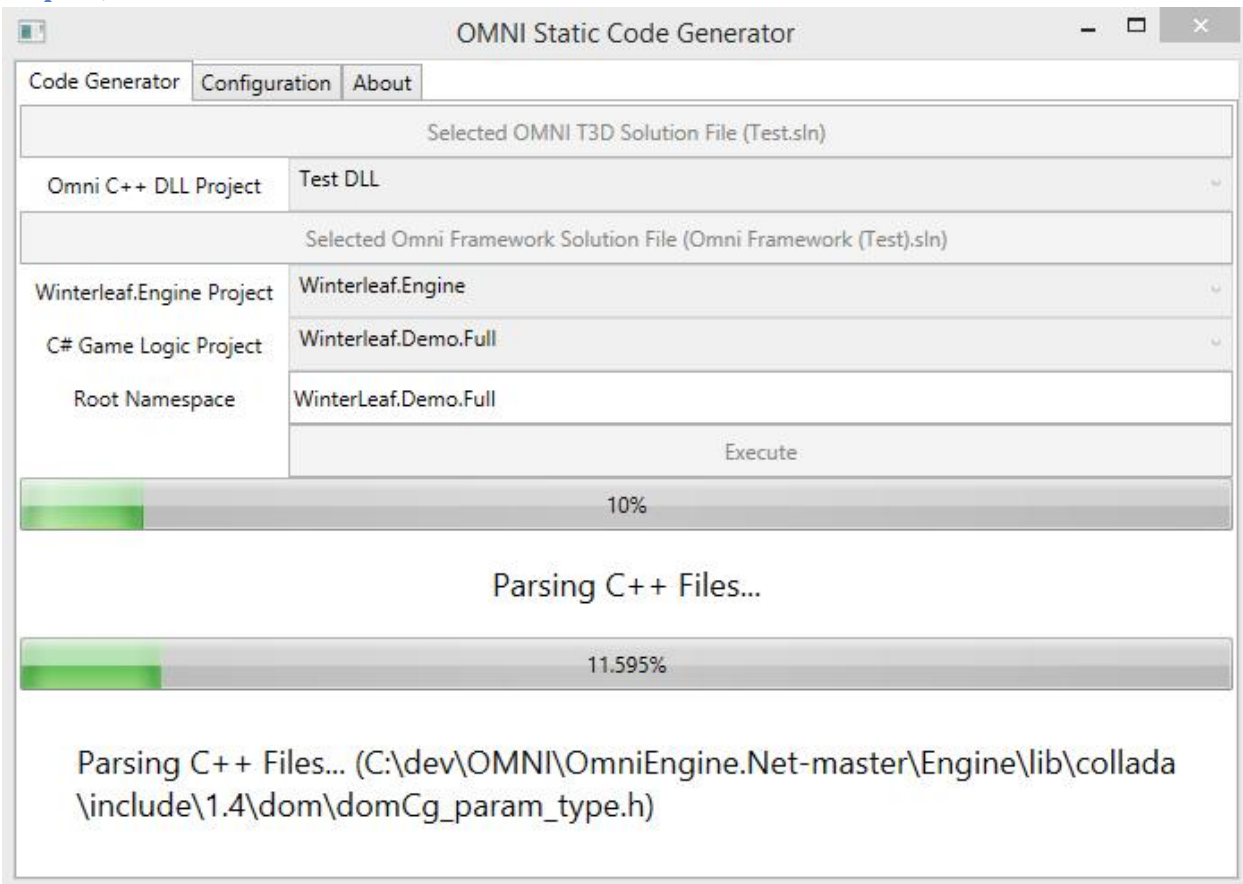 OMNI Static Code Generator
Code Generator Configuration About
Selected OMNI T3D Solution File (Test.sln)
Omni C++ DLL Project Test DLL
Selected Omni Framework Solution File (Omni Framework (Test).sln)
Winterleaf.Engine Project Winterleaf.Engine
C# Game Logic Project Winterleaf.Demo.Full
Root Namespace WinterLeaf.Demo.Full
Execute
10%
Parsing C++ Files...
11.595%
Parsing C++ Files... (C:\dev\OMNI\OmniEngine.Net-master\Engine\lib\collada
\include\1.4\dom\domCg_param_type.h)